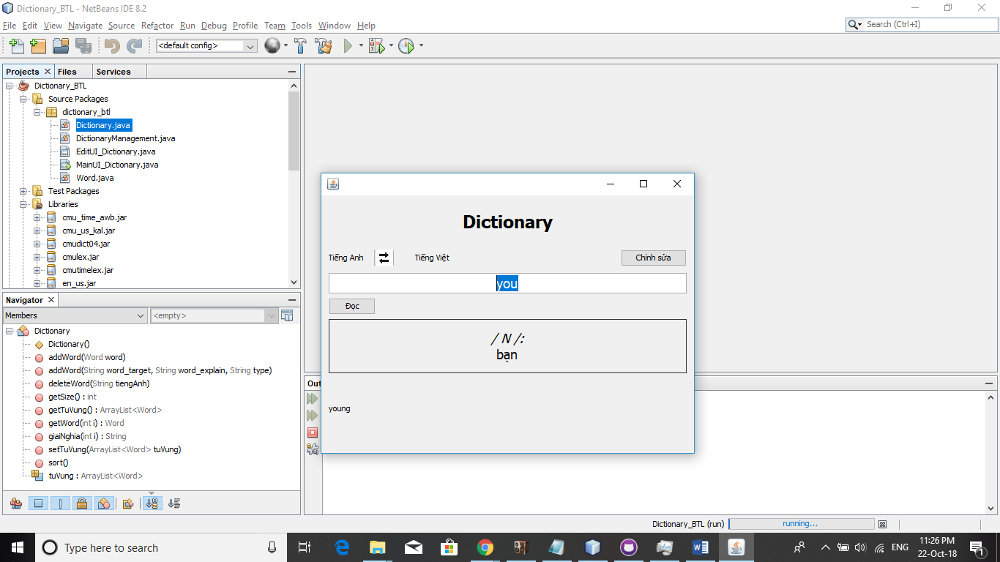 Dictionary_BTL - NetBeans IDE 8.2
File Edit View Navigate Source Refactor Run Debug Profile Team Tools Window Help
Search (Ctrl+I)
<default config>
Projects Files Services
Dictionary_BTL
Source Packages
dictionary_btl
Dictionary.java
DictionaryManagement.java
EditUI_Dictionary.java
MainUI_Dictionary.java
Word.java
Test Packages
Libraries
cmu_time_awb.jar
cmu_us_kal.jar
cmudict04.jar
cmulex.jar
cmutimelex.jar
en_us.jar
Navigator
Members <empty>
Dictionary
Dictionary()
addWord(Word word)
addWord(String word_target, String word_explain, String type)
deleteWord(String tiengAnh)
getSize() : int
getTuVung() : ArrayList<Word>
getWord(int i) : Word
giaiNghia(int i) : String
setTuVung(ArrayList<Word> tuVung)
sort()
tuVung : ArrayList<Word>
Dictionary
Tiếng Anh Tiếng Việt Chỉnh sửa
you
Đọc
/ N /:
bạn
young
Out
Dictionary_BTL (run) running...
Type here to search
ENG
11:26 PM
22-Oct-18
1